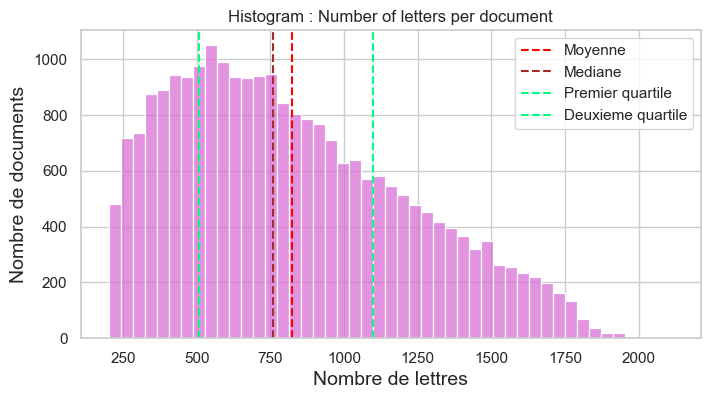 Histogram : Number of letters per document
Moyenne
Mediane
Premier quartile
Deuxieme quartile
Nombre de documents
1000
800
600
400
200
0
250 500 750 1000 1250 1500 1750 2000
Nombre de lettres